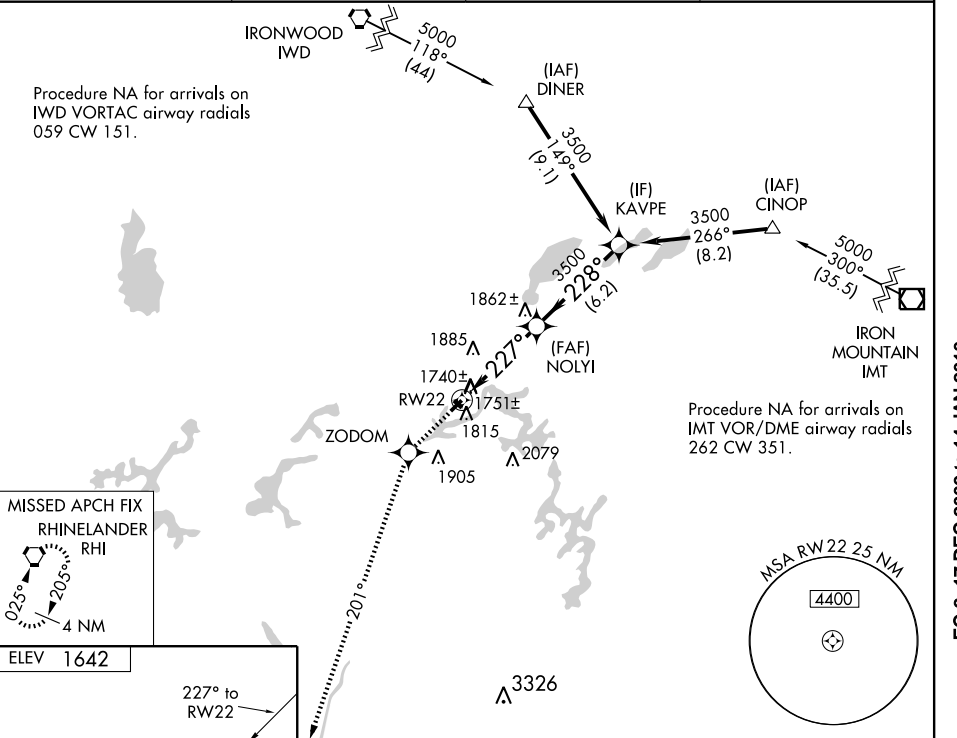 IRONWOOD
IWD
5000
118°
(44)
Procedure NA for arrivals on
IWD VORTAC airway radials
059 CW 151.
(IAF)
DINER
3500
149°
(9.1)
(IF)
KAVPE
(IAF)
CINOP
3500
266°
(8.2)
5000
300°
(35.5)
IRON
MOUNTAIN
IMT
3500
228°
(6.2)
1862±
(FAF)
NOLYI
1885
227°
1740±
RW22
1751±
1815
ZODOM
1905
2079
Procedure NA for arrivals on
IMT VOR/DME airway radials
262 CW 351.
MISSED APCH FIX
RHINELANDER
RHI
025°
205°
4 NM
201°
MSA RW22 25 NM
4400
ELEV 1642
227° to
RW22
3326